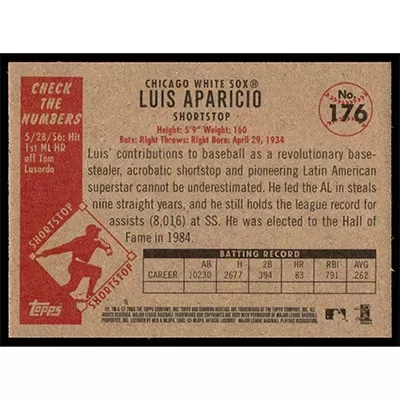 CHECK
THE
NUMBERS
5/28/56: Hit
1st ML HR
off Tom
Lasorda
CHICAGO WHITE SOX®
LUIS APARICIO
SHORTSTOP
Height: 5'9" Weight: 160
Bats: Right Throws: Right Born: April 29, 1934
No.
176
Luis' contributions to baseball as a revolutionary base-
stealer, acrobatic shortstop and pioneering Latin American
superstar cannot be underestimated. He led the AL in steals
nine straight years, and he still holds the league record for
assists (8,016) at SS. He was elected to the Hall of
Fame in 1984.
SHORTSTOP
SHORTSTOP
Topps
BATTING RECORD
AB H 2B HR RBI AVG
CAREER 10230 2677 394 83 791 .262